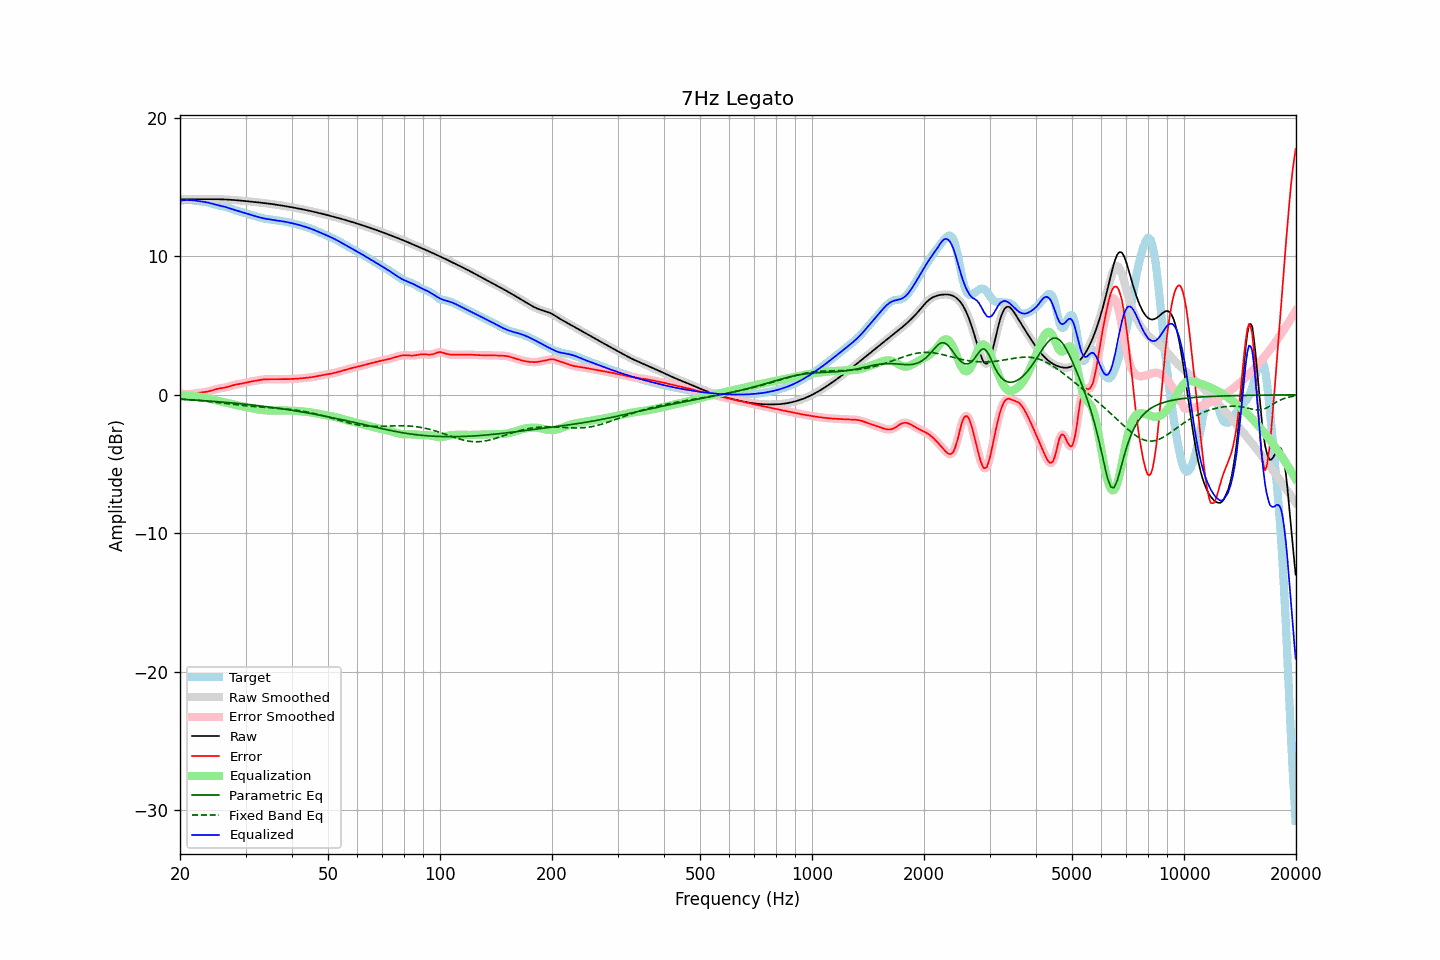 7Hz Legato
20
10
0
−10
−20
−30
Amplitude (dBr)
Target
Raw Smoothed
Error Smoothed
Raw
Error
Equalization
Parametric Eq
Fixed Band Eq
Equalized
20 50 100 200 500 1000 2000 5000 10000 20000
Frequency (Hz)